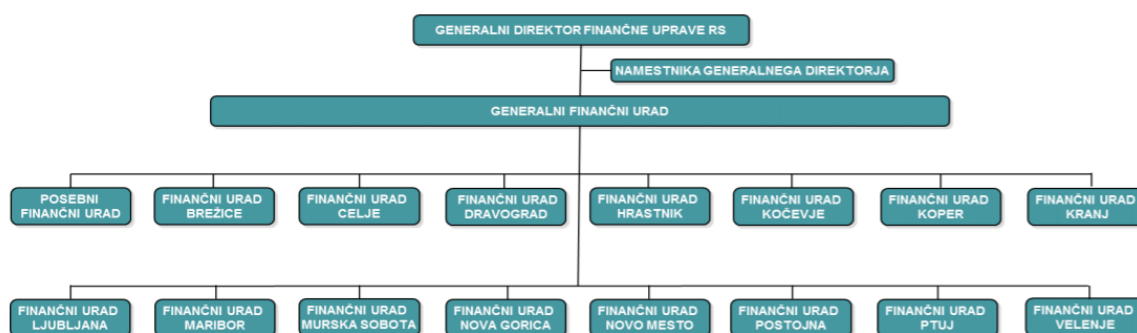 GENERALNI DIREKTOR FINANČNE UPRAVE RS
NAMESTNIKA GENERALNEGA DIREKTORJA
GENERALNI FINANČNI URAD
POSEBNI
FINANČNI URAD
FINANČNI URAD
BREŽICE
FINANČNI URAD
CELJE
FINANČNI URAD
DRAVOGRAD
FINANČNI URAD
HRASTNIK
FINANČNI URAD
KOČEVJE
FINANČNI URAD
KOPER
FINANČNI URAD
KRANJ
FINANČNI URAD
LJUBLJANA
FINANČNI URAD
MARIBOR
FINANČNI URAD
MURSKA SOBOTA
FINANČNI URAD
NOVA GORICA
FINANČNI URAD
NOVO MESTO
FINANČNI URAD
POSTOJNA
FINANČNI URAD
PTUJ
FINANČNI URAD
VELENJE